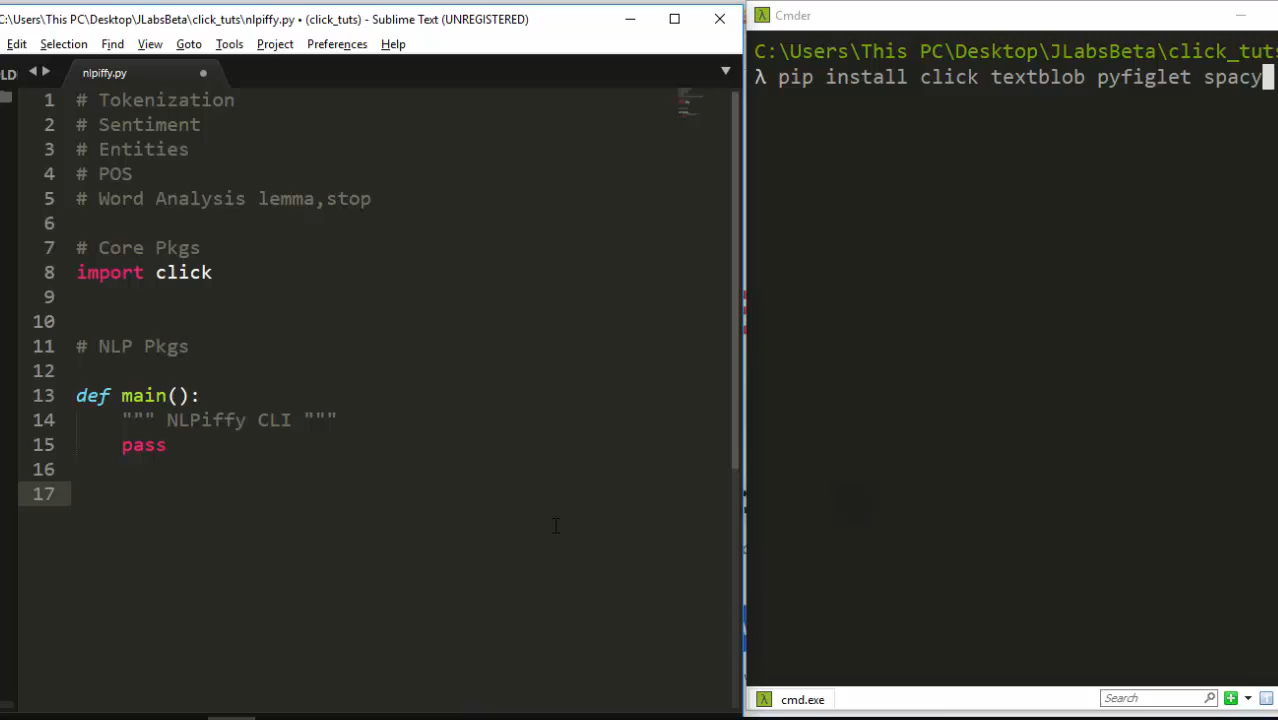 C:\Users\This PC\Desktop\JLabsBeta\click_tuts\nlpiffy.py • (click_tuts) - Sublime Text (UNREGISTERED)
Edit Selection Find View Goto Tools Project Preferences Help
nlpiffy.py
1 # Tokenization
2 # Sentiment
3 # Entities
4 # POS
5 # Word Analysis lemma,stop
6
7 # Core Pkgs
8 import click
9
10
11 # NLP Pkgs
12
13 def main():
14 """ NLPiffy CLI """
15 pass
16
17
Cmder
C:\Users\This PC\Desktop\JLabsBeta\click_tuts
λ pip install click textblob pyfiglet spacy
cmd.exe
Search